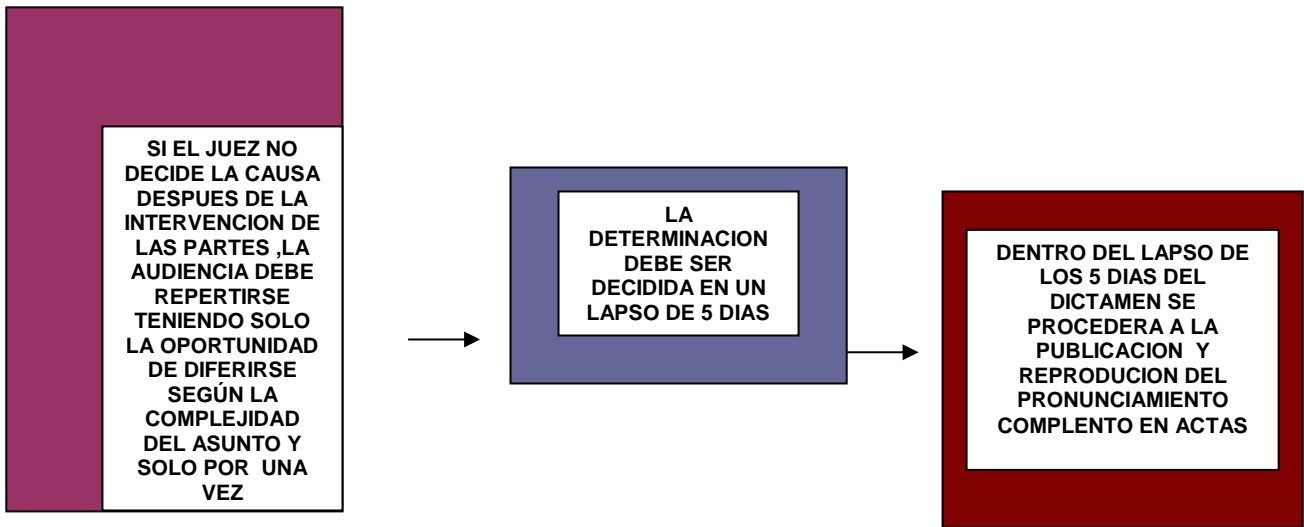 SI EL JUEZ NO
DECIDE LA CAUSA
DESPUES DE LA
INTERVENCION DE
LAS PARTES ,LA
AUDIENCIA DEBE
REPERTIRSE
TENIENDO SOLO
LA OPORTUNIDAD
DE DIFERIRSE
SEGÚN LA
COMPLEJIDAD
DEL ASUNTO Y
SOLO POR UNA
VEZ
LA
DETERMINACION
DEBE SER
DECIDIDA EN UN
LAPSO DE 5 DIAS
DENTRO DEL LAPSO DE
LOS 5 DIAS DEL
DICTAMEN SE
PROCEDERA A LA
PUBLICACION Y
REPRODUCION DEL
PRONUNCIAMIENTO
COMPLENTO EN ACTAS